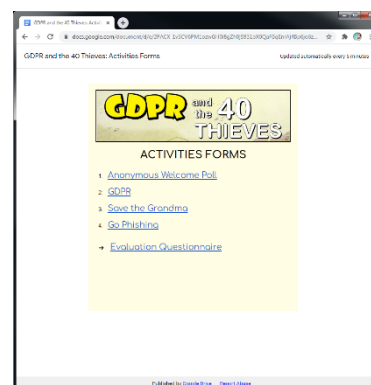 GDPR and the 40 Thieves: Activities Forms
Updated automatically every 5 minutes
GDPR and the 40 THIEVES
ACTIVITIES FORMS
1. Anonymous Welcome Poll
2. GDPR
3. Save the Grandma
4. Go Phishing
→ Evaluation Questionnaire
Published by Google Drive Report Abuse